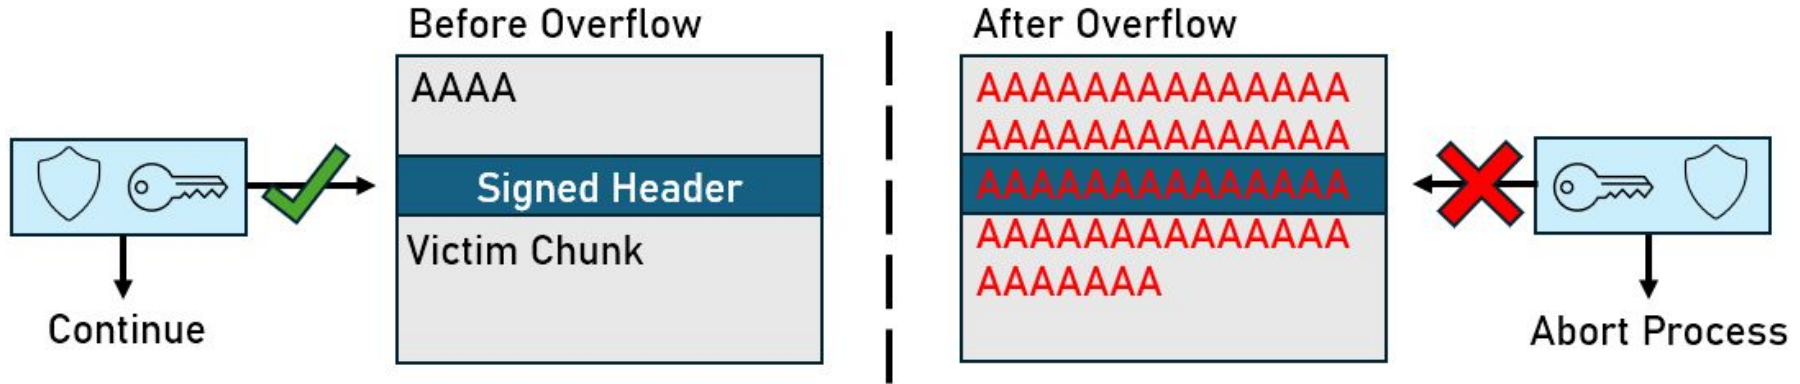 Before Overflow
AAAA
Signed Header
Victim Chunk
Continue
After Overflow
AAAAAAAAAAAAAA
AAAAAAAAAAAAAA
AAAAAAAAAAAAAA
AAAAAAAAAAAAAA
AAAAAAA
Abort Process